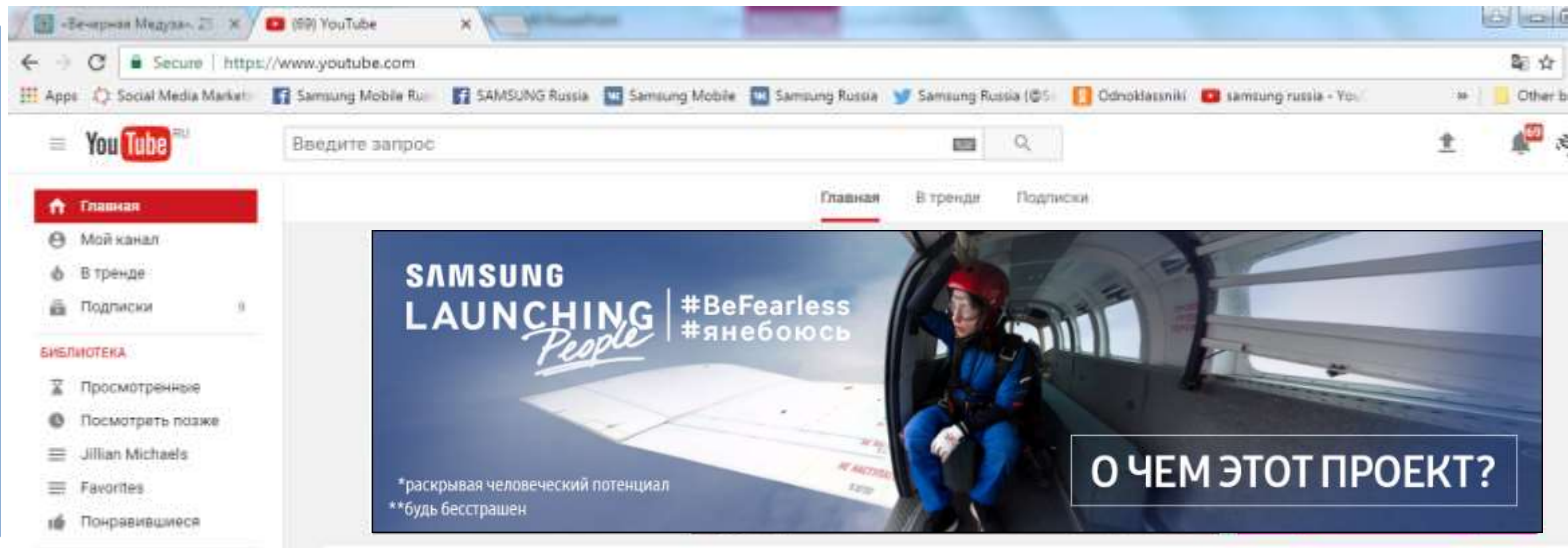 «Вечерняя Медуза». 25
(69) YouTube
Secure | https://www.youtube.com
Apps
Social Media Marketi
Samsung Mobile Rus
SAMSUNG Russia
Samsung Mobile
Samsung Russia
Samsung Russia (@S
Odnoklassniki
samsung russia - You
Other b
YouTube RU
Введите запрос
69
Главная
В тренде
Подписки
Главная
Мой канал
В тренде
Подписки 9
БИБЛИОТЕКА
Просмотренные
Посмотреть позже
Jillian Michaels
Favorites
Понравившиеся
SAMSUNG
LAUNCHING
People
#BeFearless
#янебоюсь
*раскрывая человеческий потенциал
**будь бесстрашен
О ЧЕМ ЭТОТ ПРОЕКТ?